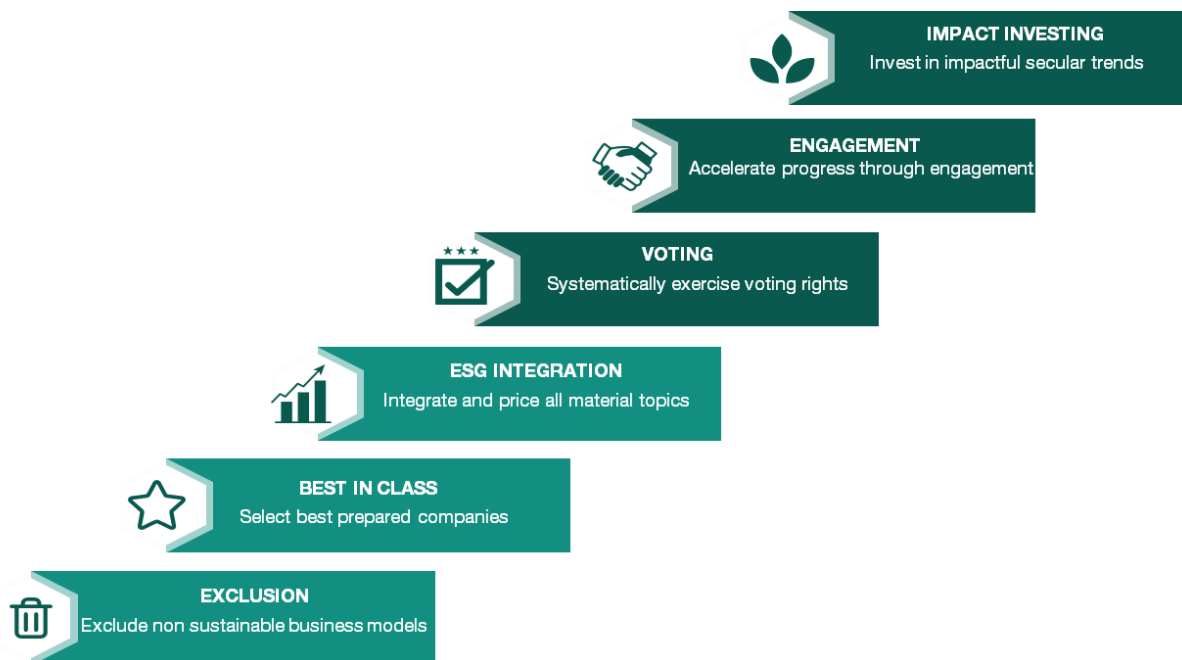 IMPACT INVESTING
Invest in impactful secular trends
ENGAGEMENT
Accelerate progress through engagement
VOTING
Systematically exercise voting rights
ESG INTEGRATION
Integrate and price all material topics
BEST IN CLASS
Select best prepared companies
EXCLUSION
Exclude non sustainable business models